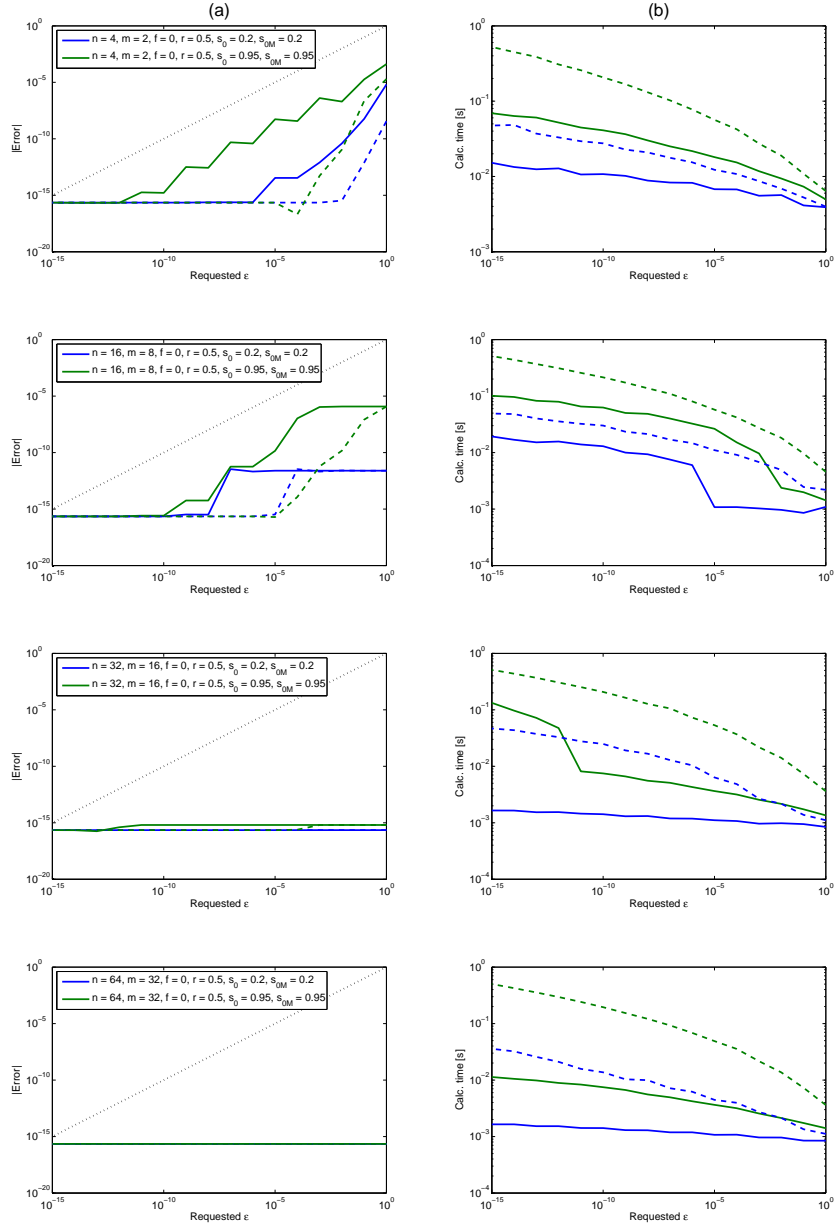 (a)
(b)
10^0
10^-5
10^-10
10^-15
10^-20
|Error|
n = 4, m = 2, f = 0, r = 0.5, s_0 = 0.2, s_0M = 0.2
n = 4, m = 2, f = 0, r = 0.5, s_0 = 0.95, s_0M = 0.95
10^-15
10^-10
10^-5
10^0
Requested ε
10^0
10^-1
10^-2
10^-3
Calc. time [s]
10^-15
10^-10
10^-5
10^0
Requested ε
10^0
10^-5
10^-10
10^-15
10^-20
|Error|
n = 16, m = 8, f = 0, r = 0.5, s_0 = 0.2, s_0M = 0.2
n = 16, m = 8, f = 0, r = 0.5, s_0 = 0.95, s_0M = 0.95
10^-15
10^-10
10^-5
10^0
Requested ε
10^0
10^-1
10^-2
10^-3
10^-4
Calc. time [s]
10^-15
10^-10
10^-5
10^0
Requested ε
10^0
10^-5
10^-10
10^-15
10^-20
|Error|
n = 32, m = 16, f = 0, r = 0.5, s_0 = 0.2, s_0M = 0.2
n = 32, m = 16, f = 0, r = 0.5, s_0 = 0.95, s_0M = 0.95
10^-15
10^-10
10^-5
10^0
Requested ε
10^0
10^-1
10^-2
10^-3
10^-4
Calc. time [s]
10^-15
10^-10
10^-5
10^0
Requested ε
10^0
10^-5
10^-10
10^-15
10^-20
|Error|
n = 64, m = 32, f = 0, r = 0.5, s_0 = 0.2, s_0M = 0.2
n = 64, m = 32, f = 0, r = 0.5, s_0 = 0.95, s_0M = 0.95
10^-15
10^-10
10^-5
10^0
Requested ε
10^0
10^-1
10^-2
10^-3
10^-4
Calc. time [s]
10^-15
10^-10
10^-5
10^0
Requested ε